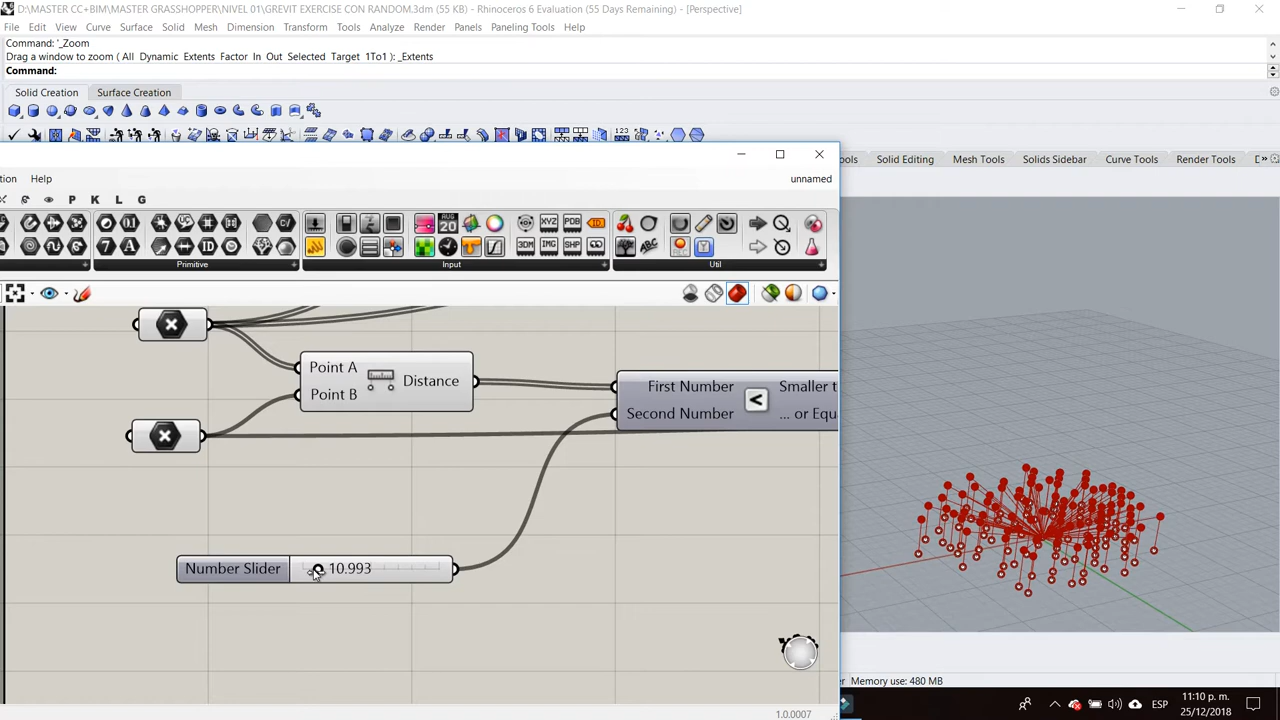 D:\MASTER CC+BIM\MASTER GRASSHOPPER\NIVEL 01\GREVIT EXERCISE CON RANDOM.3dm (55 KB) - Rhinoceros 6 Evaluation (55 Days Remaining) - [Perspective]
File Edit View Curve Surface Solid Mesh Dimension Transform Tools Analyze Render Panels Paneling Tools Help
Command: '_Zoom
Drag a window to zoom ( All Dynamic Extents Factor In Out Selected Target 1To1 ): _Extents
Command:
Solid Creation Surface Creation
ools Solid Editing Mesh Tools Solids Sidebar Curve Tools Render Tools D »
tion Help unnamed
P K L G
Primitive Input Util
Point A
Point B
Distance
First Number
Second Number
Smaller t
... or Equ
Number Slider 10.993
1.0.0007
er Memory use: 480 MB
ESP
11:10 p. m.
25/12/2018